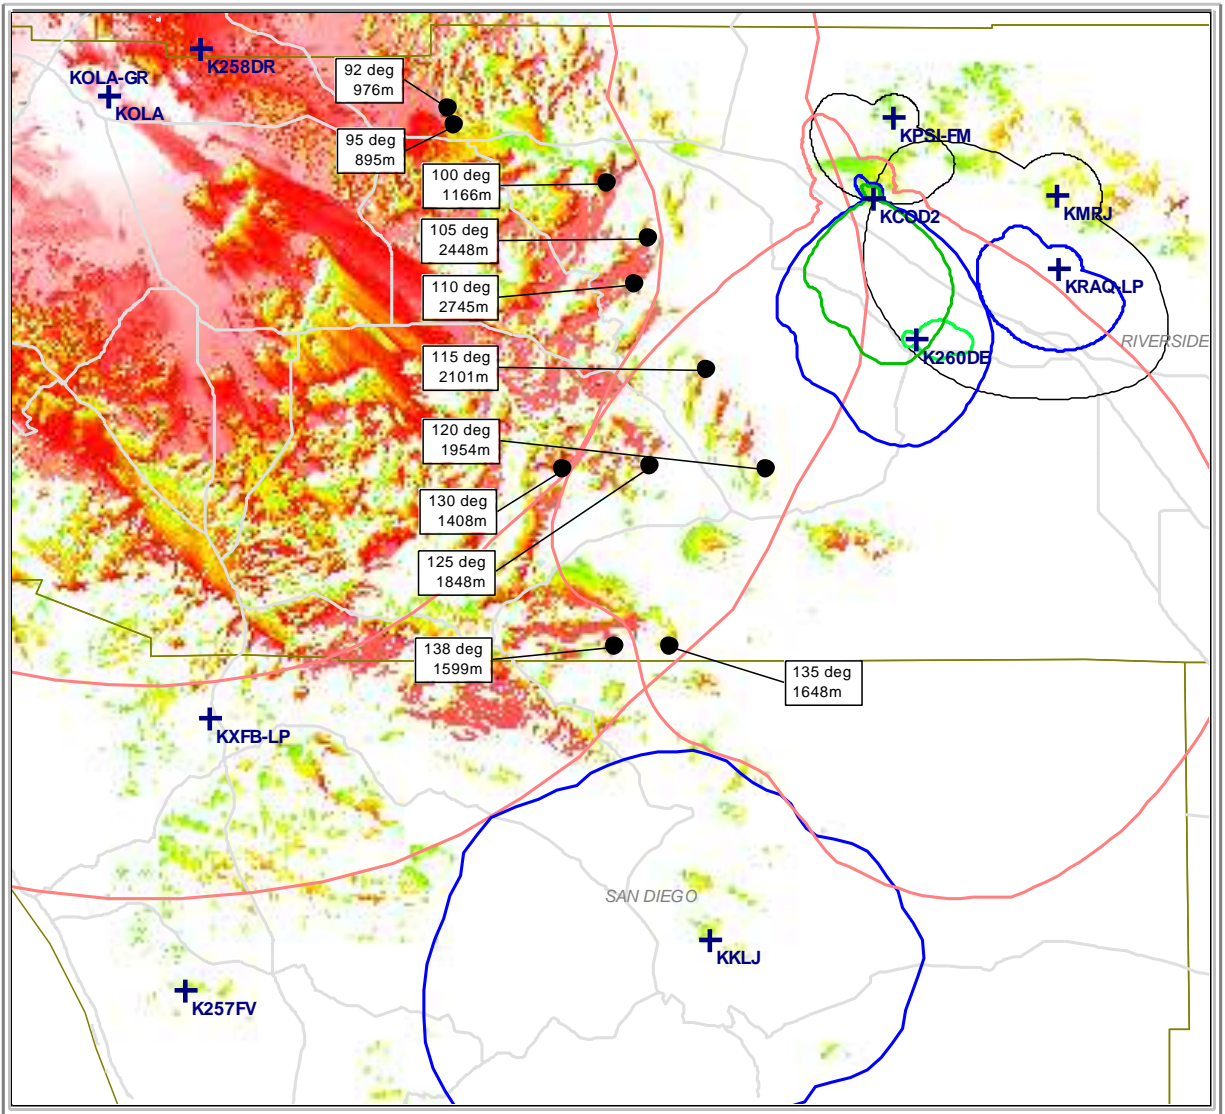 K258DR
KOLA-GR
KOLA
92 deg
976m
95 deg
895m
KPSI-FM
100 deg
1166m
KMRJ
KCOD2
105 deg
2448m
KRAQ-LP
110 deg
2745m
RIVERSIDE
K260DE
115 deg
2101m
120 deg
1954m
130 deg
1408m
125 deg
1848m
138 deg
1599m
135 deg
1648m
KXFB-LP
SAN DIEGO
KKLJ
K257FV